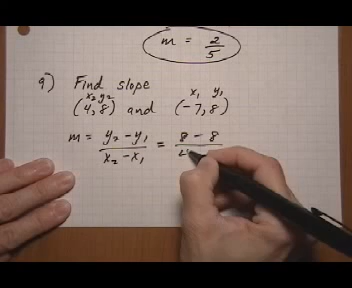 m = 2/5
9) Find slope
x₂ y₂ x₁ y₁
(4,8) and (-7,8)
m = y₂ - y₁ / x₂ - x₁ = 8 - 8 / 4